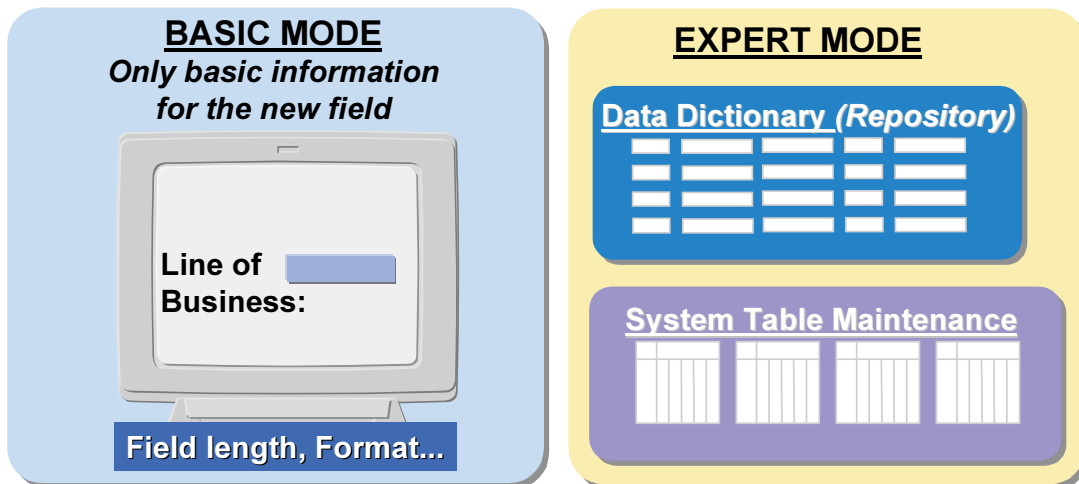 BASIC MODE
Only basic information
for the new field
Line of
Business:
Field length, Format...
EXPERT MODE
Data Dictionary (Repository)
System Table Maintenance